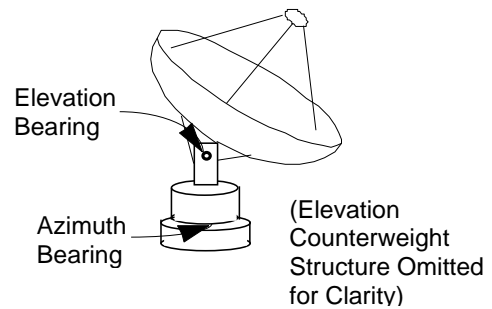 Elevation
Bearing
Azimuth
Bearing
(Elevation
Counterweight
Structure Omitted
for Clarity)